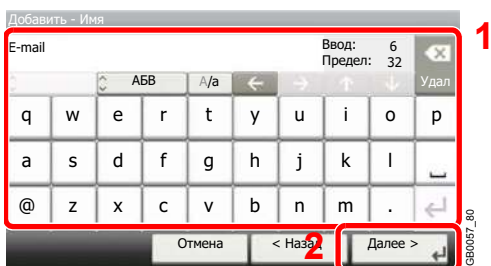 Добавить - Имя
E-mail Ввод: 6
Предел: 32
АБВ A/a Удал
q w e r t y u i o p
a s d f g h j k l
@ z x c v b n m .
Отмена < Назад Далее >
1
2
GB0057_80